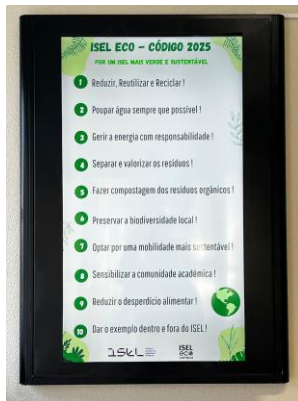 ISEL ECO – CÓDIGO 2025
POR UM ISEL MAIS VERDE E SUSTENTÁVEL
1 Reduzir, Reutilizar e Reciclar !
2 Poupar água sempre que possível !
3 Gerir a energia com responsabilidade !
4 Separar e valorizar os resíduos !
5 Fazer compostagem dos resíduos orgânicos !
6 Preservar a biodiversidade local !
7 Optar por uma mobilidade mais sustentável !
8 Sensibilizar a comunidade académica !
9 Reduzir o desperdício alimentar !
10 Dar o exemplo dentro e fora do ISEL !
ISEL
ISEL
eco